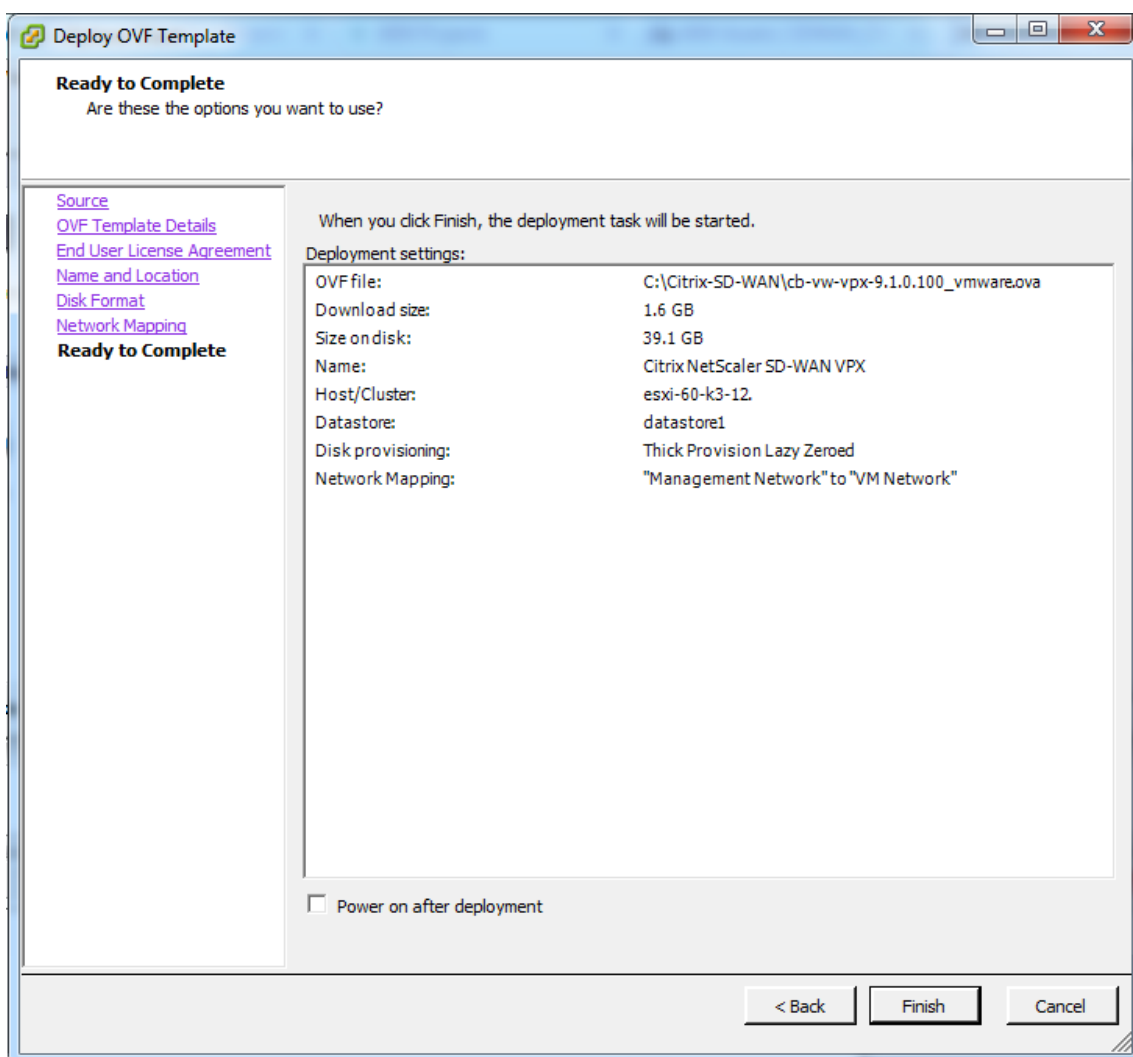 Deploy OVF Template
Ready to Complete
Are these the options you want to use?
Source
OVF Template Details
End User License Agreement
Name and Location
Disk Format
Network Mapping
Ready to Complete
When you click Finish, the deployment task will be started.
Deployment settings:
OVF file: C:\Citrix-SD-WAN\cb-vw-vpx-9.1.0.100_vmware.ova
Download size: 1.6 GB
Size on disk: 39.1 GB
Name: Citrix NetScaler SD-WAN VPX
Host/Cluster: esxi-60-k3-12.
Datastore: datastore1
Disk provisioning: Thick Provision Lazy Zeroed
Network Mapping: "Management Network" to "VM Network"
Power on after deployment
< Back Finish Cancel